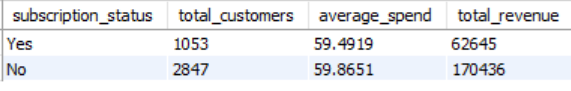 subscription_status total_customers average_spend total_revenue
Yes 1053 59.4919 62645
No 2847 59.8651 170436